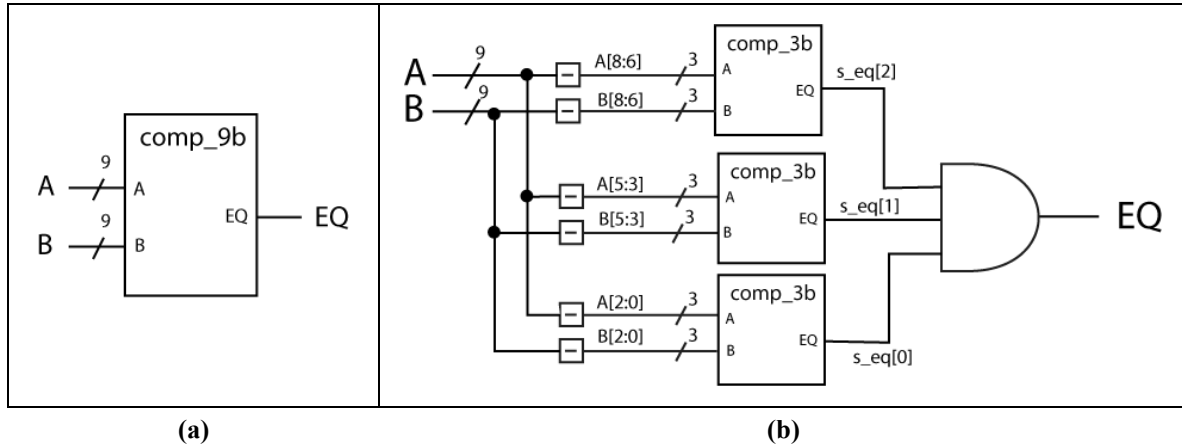 9
comp_9b
A
A
9
EQ
EQ
B
B
(a)
9
A
A[8:6]
3
comp_3b
A
s_eq[2]
9
B
B[8:6]
3
EQ
B
A[5:3]
3
comp_3b
A
EQ
s_eq[1]
B[5:3]
3
B
EQ
A[2:0]
3
comp_3b
A
B[2:0]
3
EQ
B
s_eq[0]
(b)